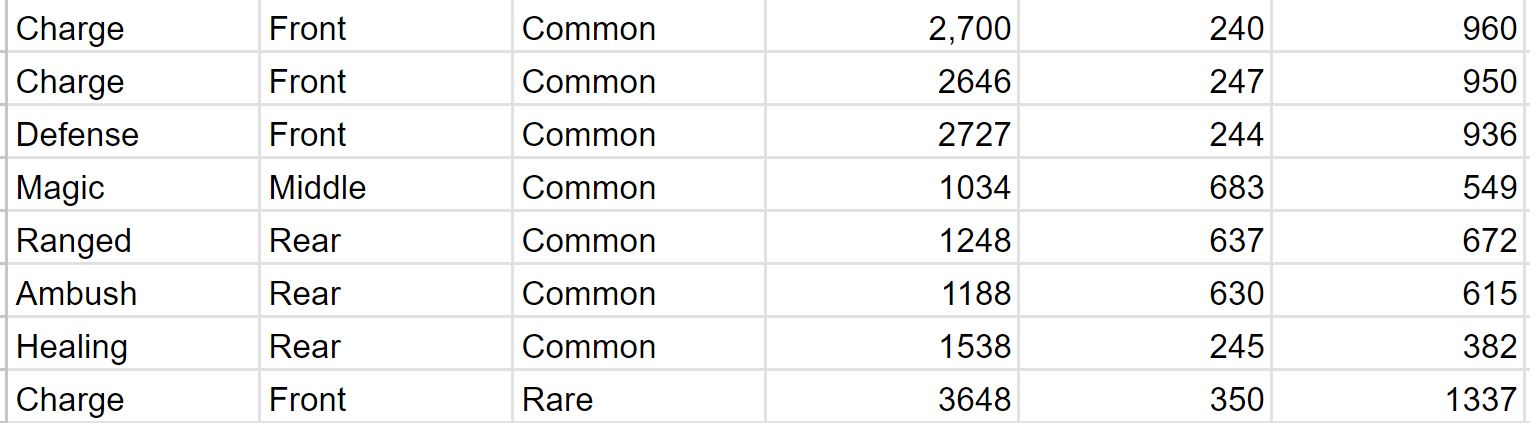 Charge Front Common 2,700 240 960
Charge Front Common 2646 247 950
Defense Front Common 2727 244 936
Magic Middle Common 1034 683 549
Ranged Rear Common 1248 637 672
Ambush Rear Common 1188 630 615
Healing Rear Common 1538 245 382
Charge Front Rare 3648 350 1337